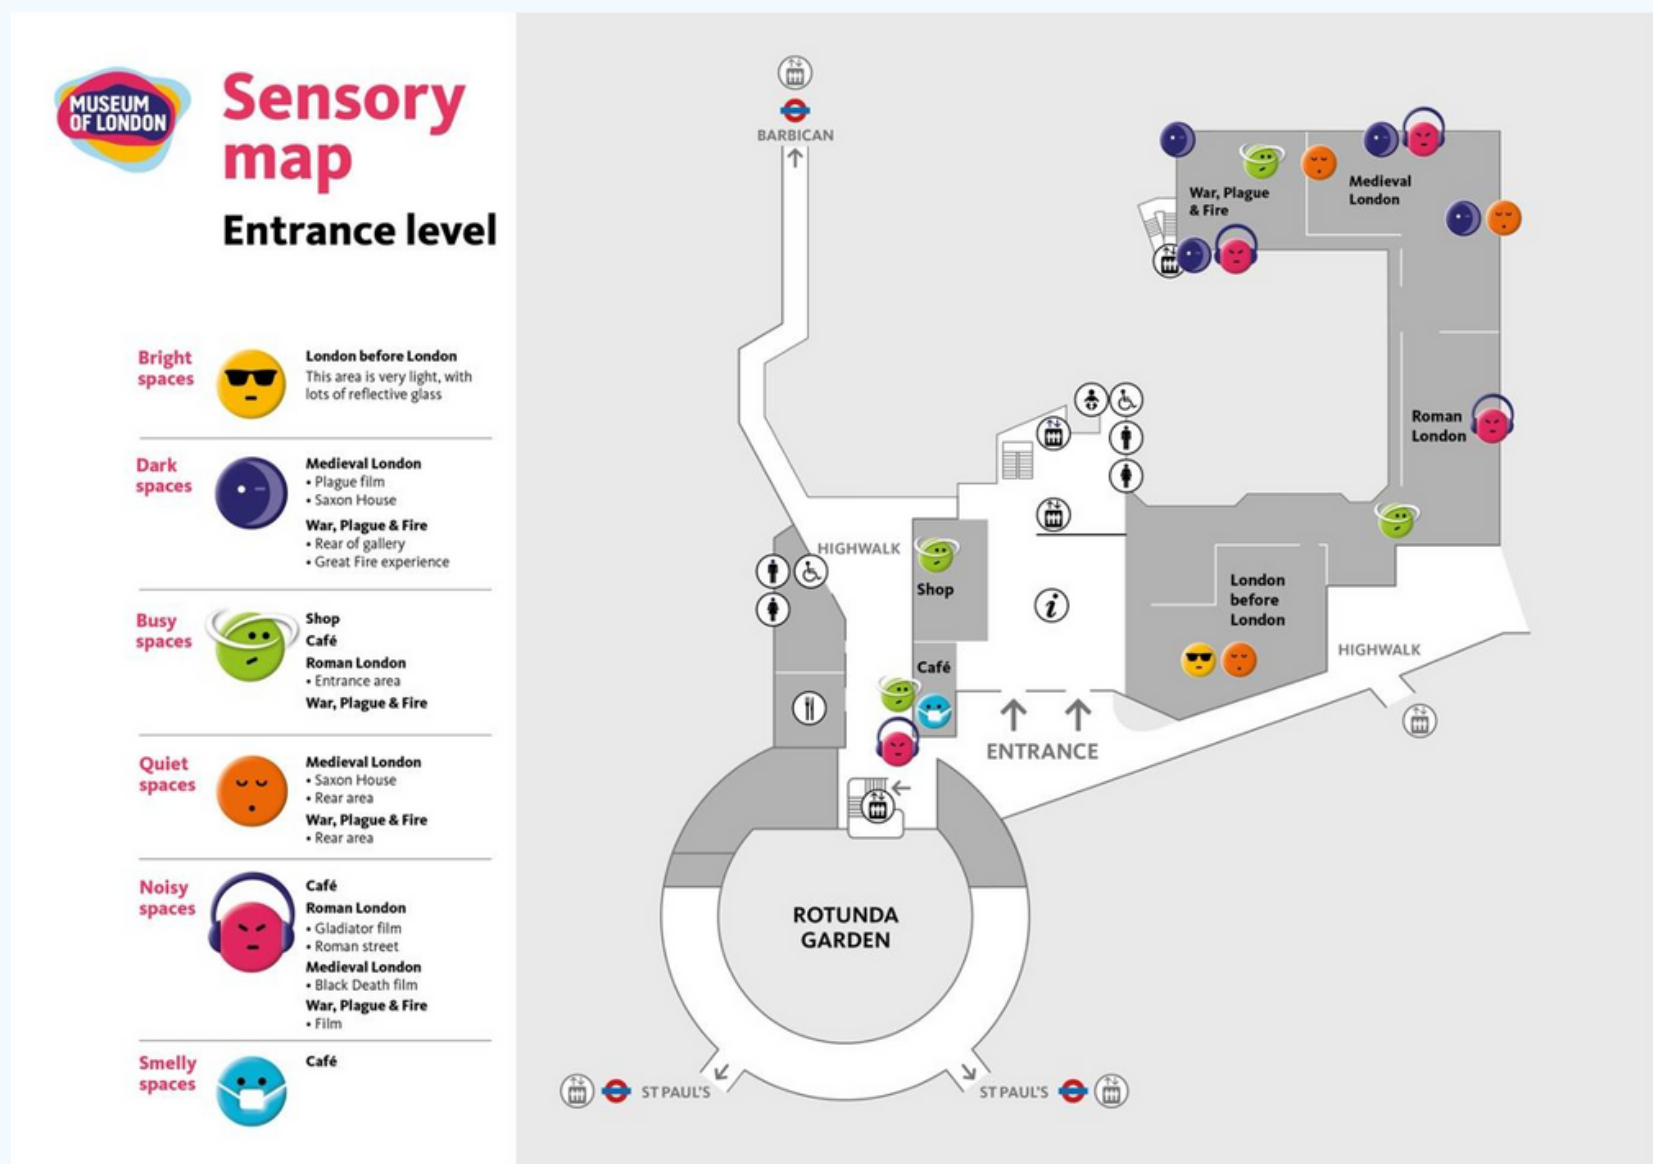 MUSEUM
OF LONDON
Sensory
map
Entrance level
Bright
spaces
London before London
This area is very light, with
lots of reflective glass
Dark
spaces
Medieval London
• Plague film
• Saxon House
War, Plague & Fire
• Rear of gallery
• Great Fire experience
Busy
spaces
Shop
Café
Roman London
• Entrance area
War, Plague & Fire
Quiet
spaces
Medieval London
• Saxon House
• Rear area
War, Plague & Fire
• Rear area
Noisy
spaces
Café
Roman London
• Gladiator film
• Roman street
Medieval London
• Black Death film
War, Plague & Fire
• Film
Smelly
spaces
Café
BARBICAN
War, Plague
& Fire
Medieval
London
Roman
London
HIGHWALK
Shop
i
London
before
London
HIGHWALK
Café
ENTRANCE
ROTUNDA
GARDEN
ST PAUL'S
ST PAUL'S